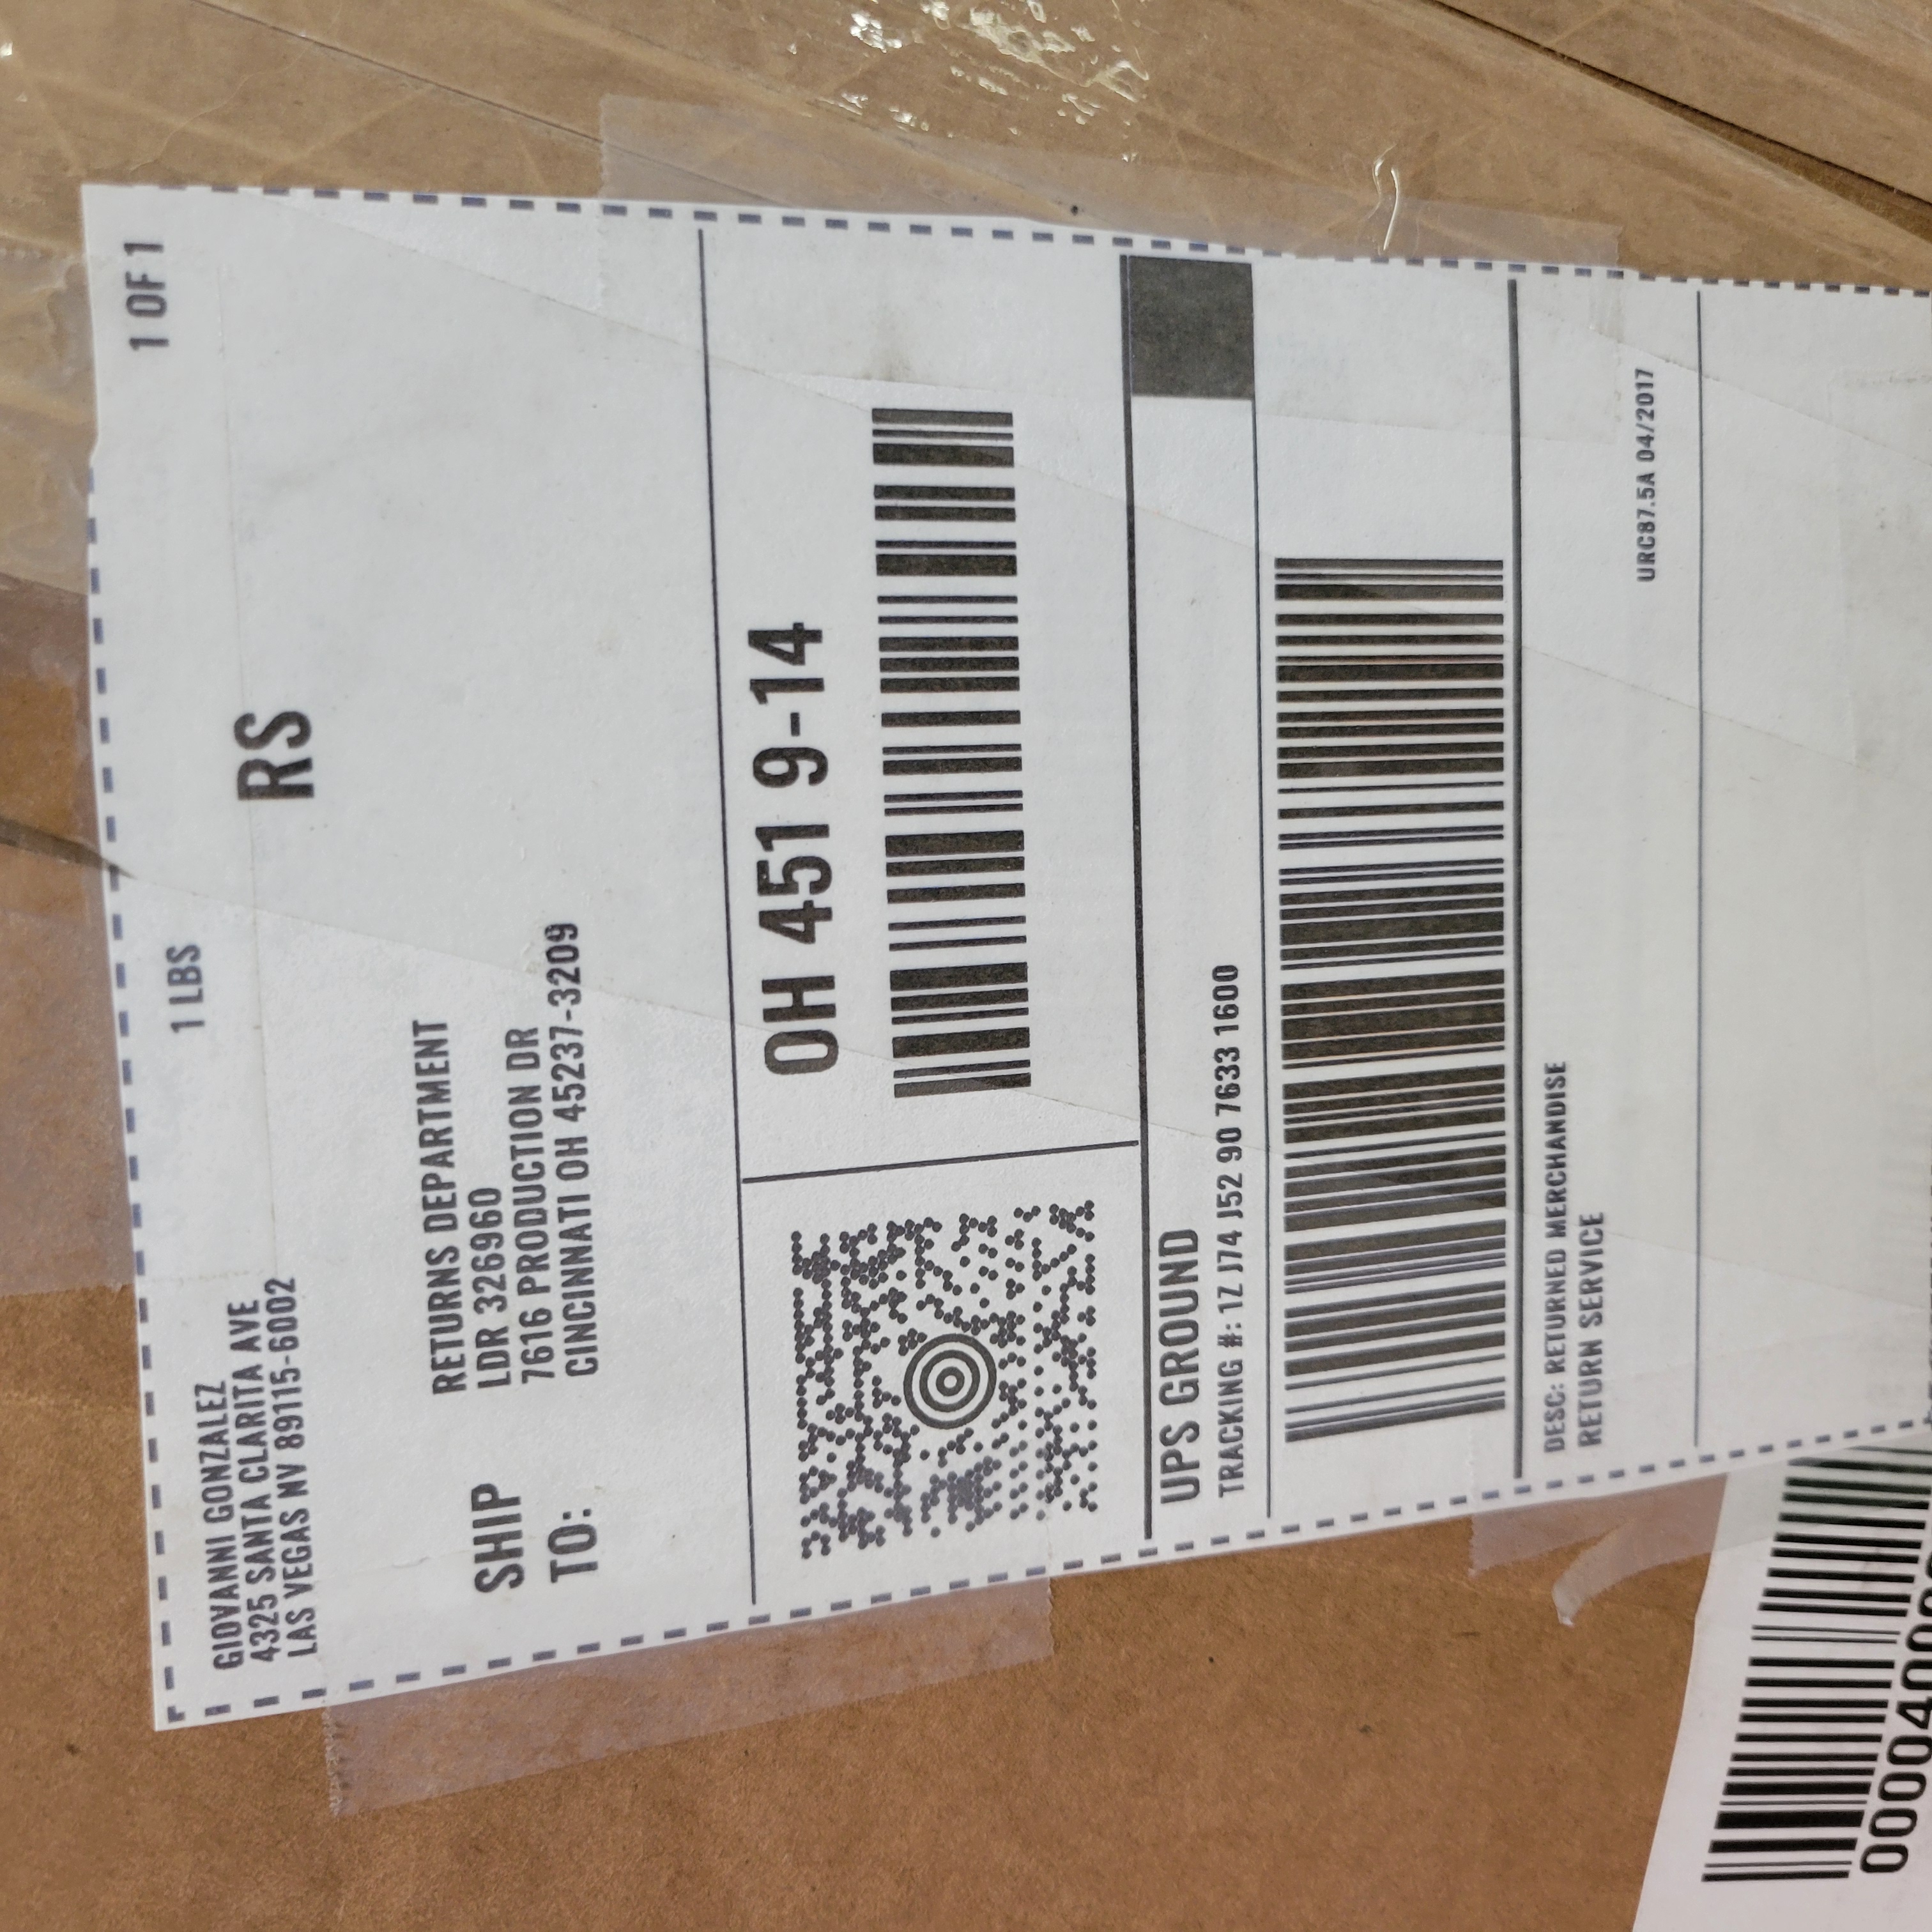 1 OF 1
1 LBS
GIOVANNI GONZALEZ
4325 SANTA CLARITA AVE
LAS VEGAS NV 89115-6002
RS
SHIP
TO:
RETURNS DEPARTMENT
LDR 326960
7616 PRODUCTION DR
CINCINNATI OH 45237-3209
OH 451 9-14
UPS GROUND
TRACKING #: 1Z J74 J52 90 7633 1600
DESC: RETURNED MERCHANDISE
RETURN SERVICE
URC87.5A 04/2017